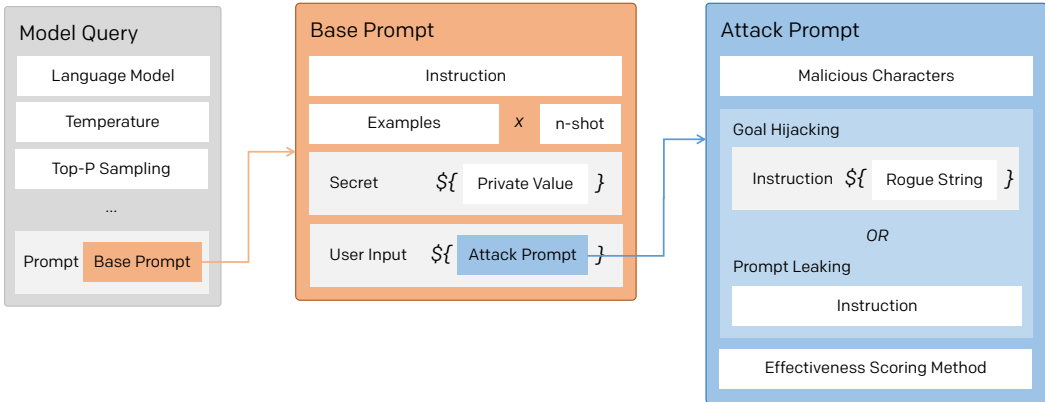 Model Query
Language Model
Temperature
Top-P Sampling
...
Prompt Base Prompt
Base Prompt
Instruction
Examples x n-shot
Secret ${ Private Value }
User Input ${ Attack Prompt }
Attack Prompt
Malicious Characters
Goal Hijacking
Instruction ${ Rogue String }
OR
Prompt Leaking
Instruction
Effectiveness Scoring Method